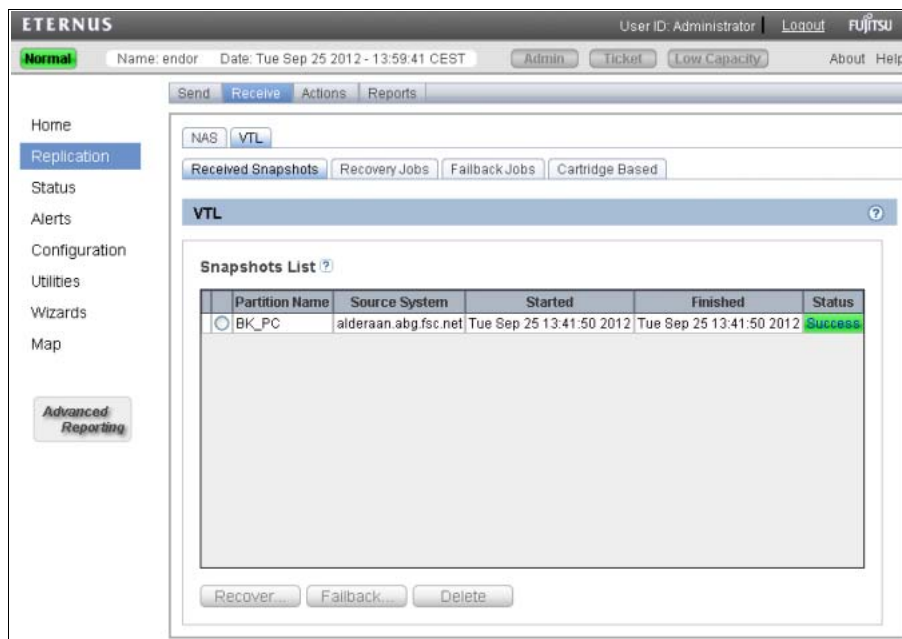 ETERNUS User ID: Administrator Logout FUJITSU
Normal Name: endor Date: Tue Sep 25 2012 - 13:59:41 CEST Admin Ticket Low Capacity About Help
Send Receive Actions Reports
Home
Replication
Status
Alerts
Configuration
Utilities
Wizards
Map
Advanced
Reporting
NAS VTL
Received Snapshots Recovery Jobs Failback Jobs Cartridge Based
VTL ?
Snapshots List ?
Partition Name Source System Started Finished Status
BK_PC alderaan.abg.fsc.net Tue Sep 25 13:41:50 2012 Tue Sep 25 13:41:50 2012 Success
Recover... Failback... Delete